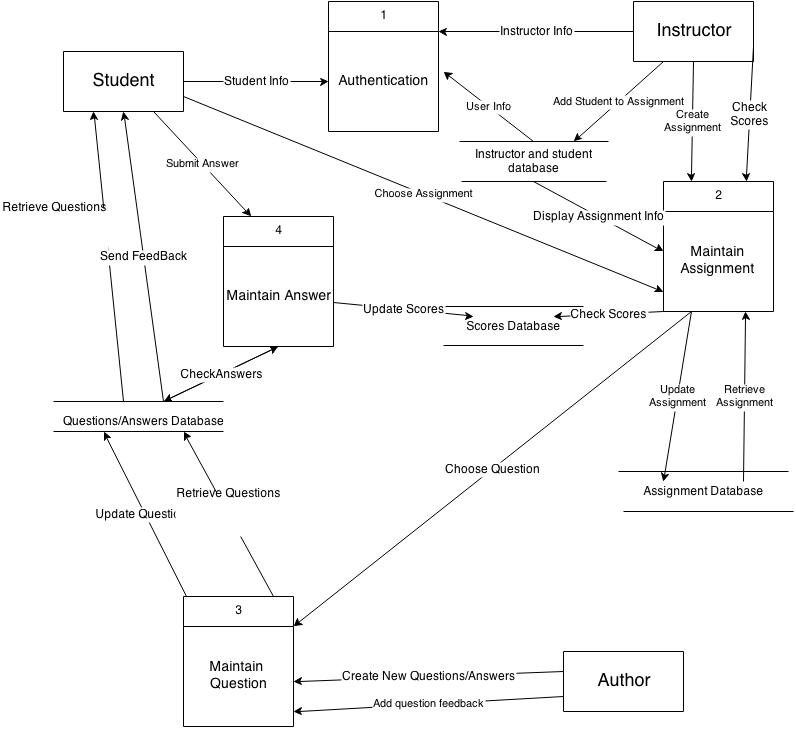 1
Instructor
Instructor Info
Student
Student Info
Authentication
User Info
Add Student to Assignment
Create
Assignment
Check
Scores
Submit Answer
Instructor and student
database
Choose Assignment
2
Retrieve Questions
Display Assignment Info
4
Send FeedBack
Maintain
Assignment
Maintain Answer
Update Scores
Check Scores
Scores Database
CheckAnswers
Update
Assignment
Retrieve
Assignment
Questions/Answers Database
Choose Question
Retrieve Questions
Assignment Database
Update Questic
3
Maintain
Question
Create New Questions/Answers
Author
Add question feedback